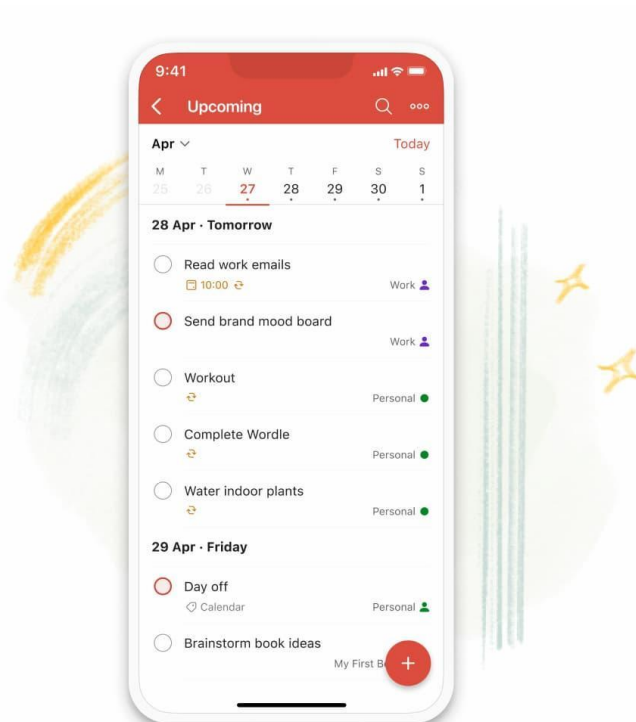 9:41
Upcoming
Apr
Today
M T W T F S S
25 26 27 28 29 30 1
28 Apr · Tomorrow
Read work emails
10:00
Work
Send brand mood board
Work
Workout
Personal
Complete Wordle
Personal
Water indoor plants
Personal
29 Apr · Friday
Day off
Calendar
Personal
Brainstorm book ideas
My First